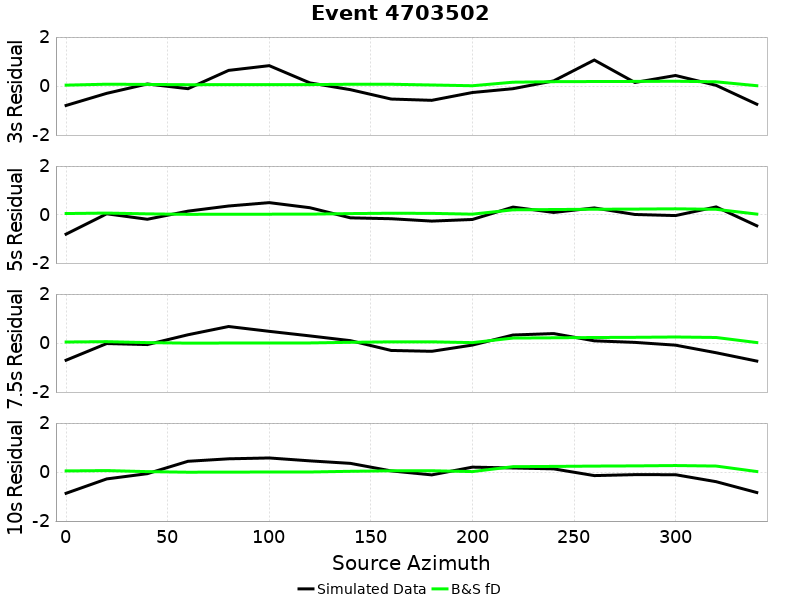 Event 4703502
3s Residual
2
0
-2
5s Residual
2
0
-2
7.5s Residual
2
0
-2
10s Residual
2
0
-2
0 50 100 150 200 250 300
Source Azimuth
Simulated Data B&S fD